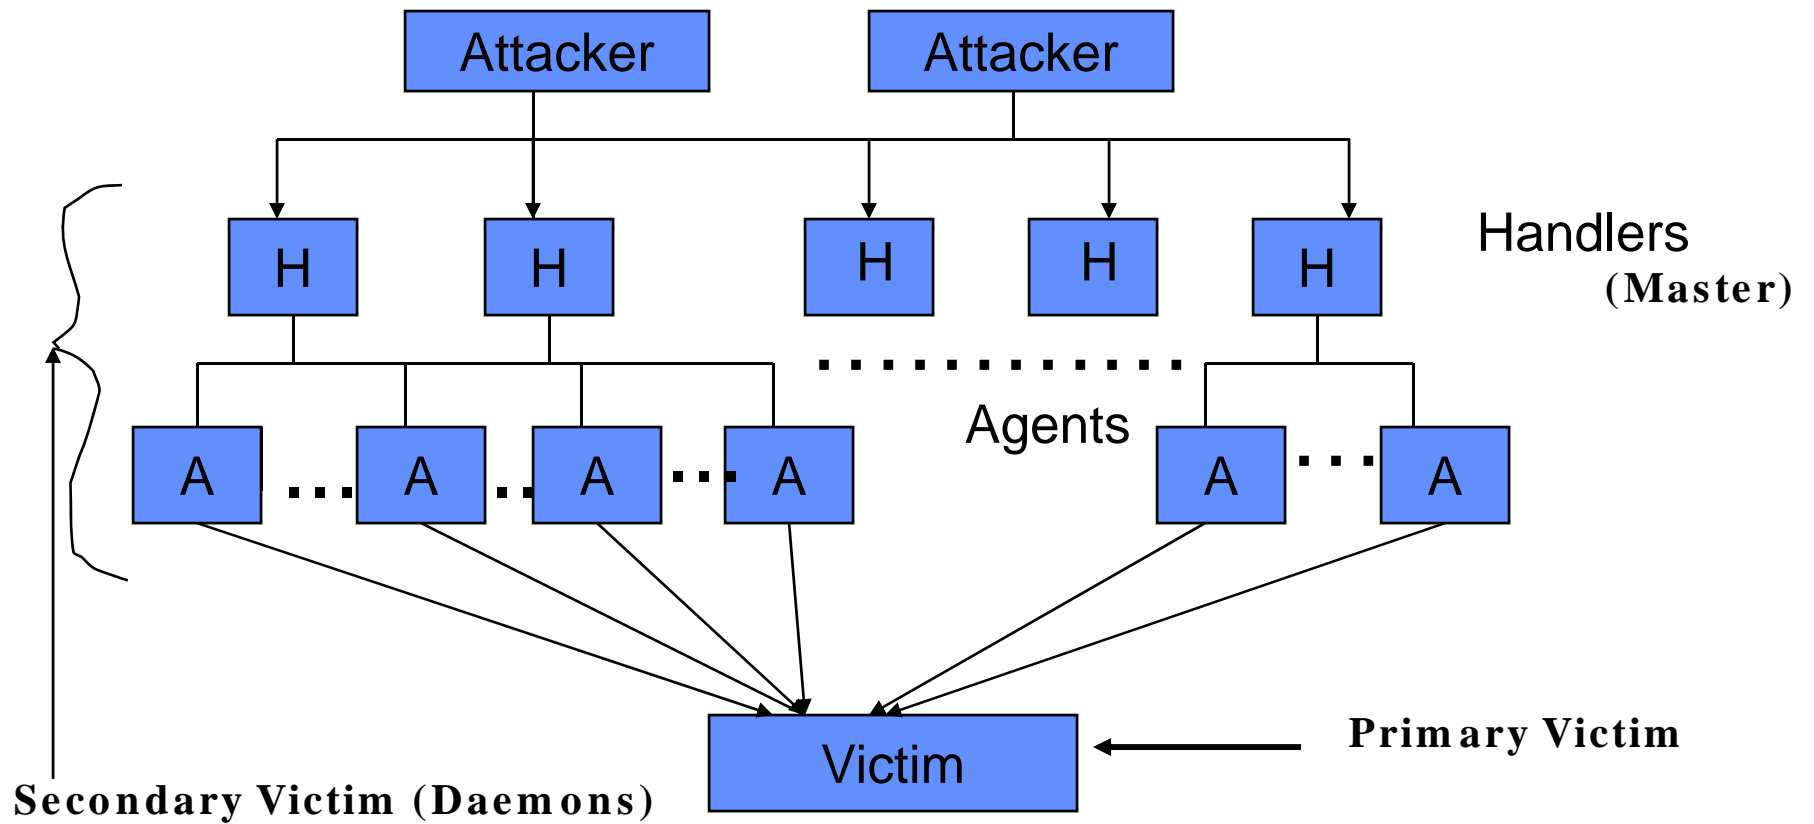 Attacker
Attacker
H
H
H
H
H
Handlers
(Master)
Agents
A
A
A
A
A
A
Primary Victim
Victim
Secondary Victim (Daemons)